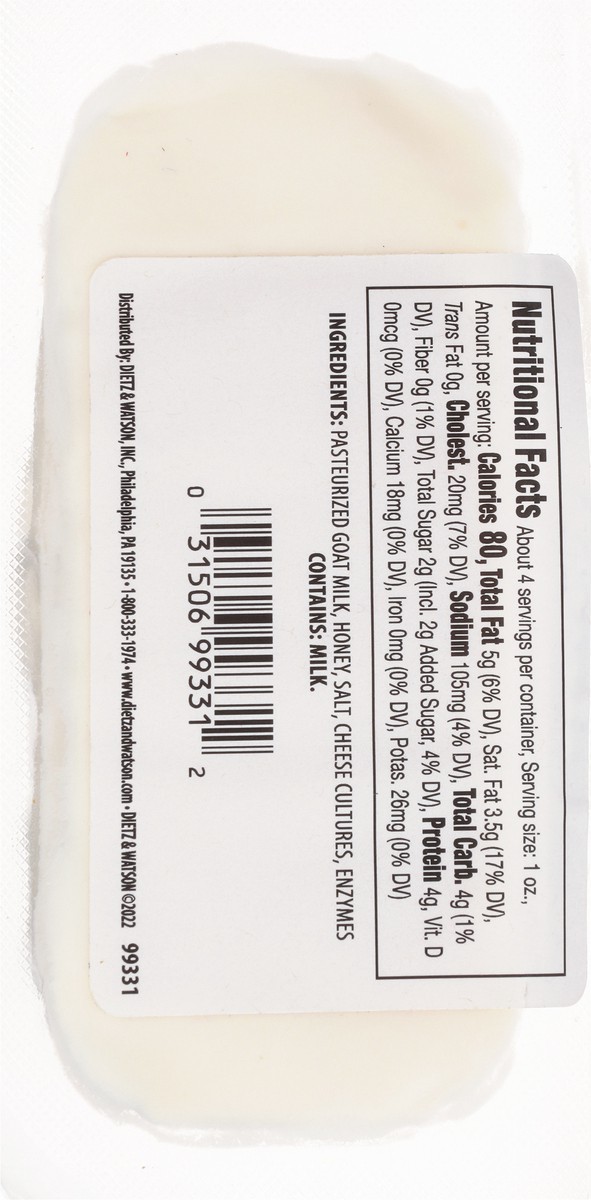 Nutritional Facts About 4 servings per container, Serving size: 1 oz.,
Amount per serving: Calories 80, Total Fat 5g (6% DV), Sat. Fat 3.5g (17% DV),
Trans Fat 0g, Cholest. 20mg (7% DV), Sodium 105mg (4% DV), Total Carb. 4g (1%
DV), Fiber 0g (1% DV), Total Sugar 2g (Incl. 2g Added Sugar, 4% DV), Protein 4g, Vit. D
0mcg (0% DV), Calcium 18mg (0% DV), Iron 0mg (0% DV), Potas. 26mg (0% DV)
INGREDIENTS: PASTEURIZED GOAT MILK, HONEY, SALT, CHEESE CULTURES, ENZYMES
CONTAINS: MILK.
0 31506 99331 2
Distributed By: DIETZ & WATSON, INC., Philadelphia, PA 19135 • 1-800-333-1974 • www.dietzandwatson.com • DIETZ & WATSON ©2022 99331